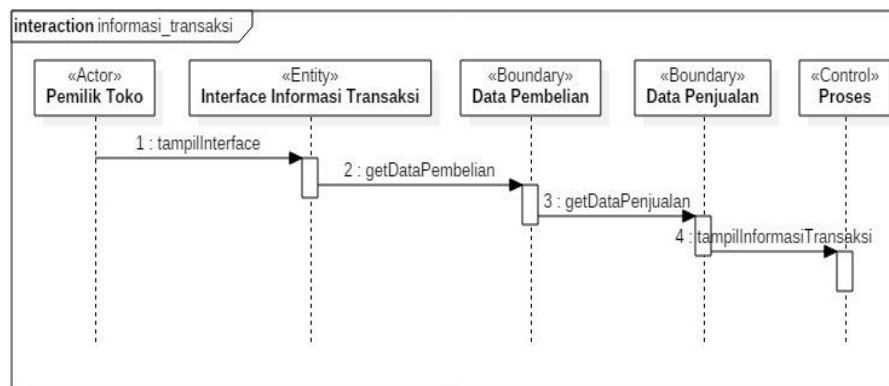 interaction informasi_transaksi
«Actor»
Pemilik Toko
«Entity»
Interface Informasi Transaksi
«Boundary»
Data Pembelian
«Boundary»
Data Penjualan
«Control»
Proses
1 : tampilInterface
2 : getDataPembelian
3 : getDataPenjualan
4 : tampilInformasiTransaksi